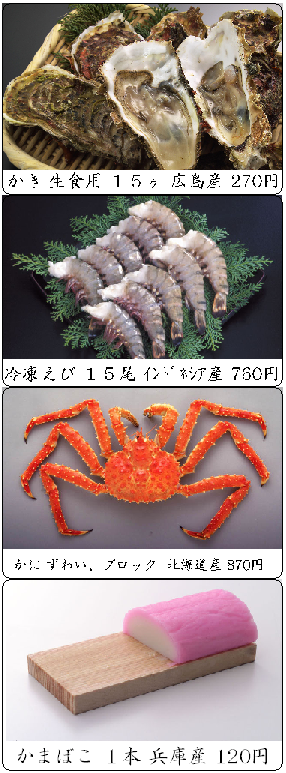 かき 生食用 １５ヶ 広島産 270円
冷凍えび １５尾 ｲﾝﾄﾞﾈｼｱ産 760円
かに ずわい、ブロック 北海道産 870円
かまぼこ １本 兵庫産 120円